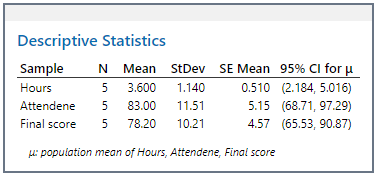 Descriptive Statistics
Sample N Mean StDev SE Mean 95% CI for μ
Hours 5 3.600 1.140 0.510 (2.184, 5.016)
Attendene 5 83.00 11.51 5.15 (68.71, 97.29)
Final score 5 78.20 10.21 4.57 (65.53, 90.87)
μ: population mean of Hours, Attendene, Final score